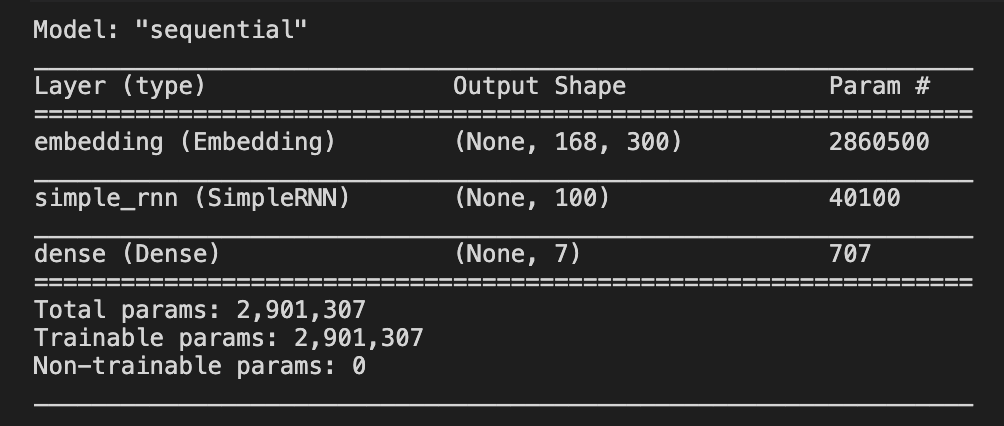 Model: "sequential"
Layer (type) Output Shape Param #
embedding (Embedding) (None, 168, 300) 2860500
simple_rnn (SimpleRNN) (None, 100) 40100
dense (Dense) (None, 7) 707
Total params: 2,901,307
Trainable params: 2,901,307
Non-trainable params: 0